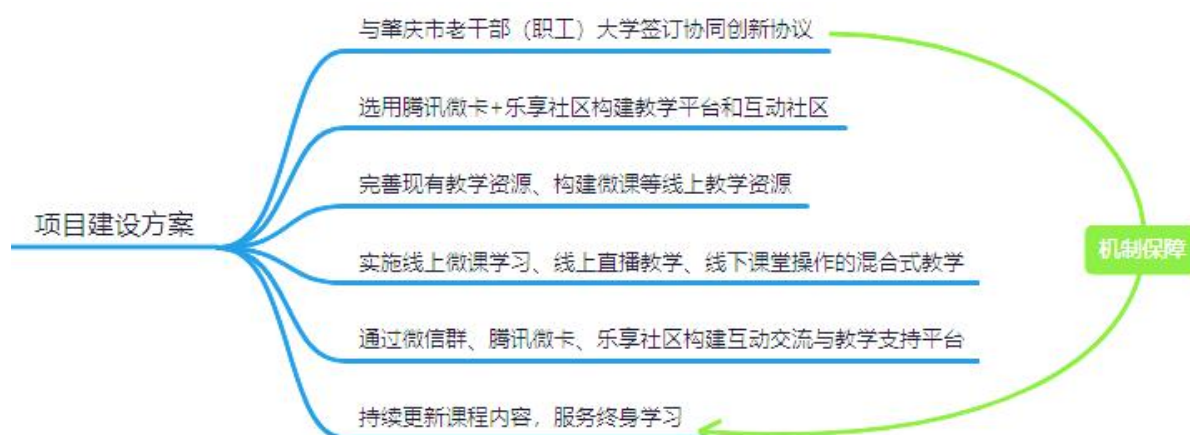 与肇庆市老干部（职工）大学签订协同创新协议
选用腾讯微卡+乐享社区构建教学平台和互动社区
完善现有教学资源、构建微课等线上教学资源
项目建设方案
机制保障
实施线上微课学习、线上直播教学、线下课堂操作的混合式教学
通过微信群、腾讯微卡、乐享社区构建互动交流与教学支持平台
持续更新课程内容，服务终身学习